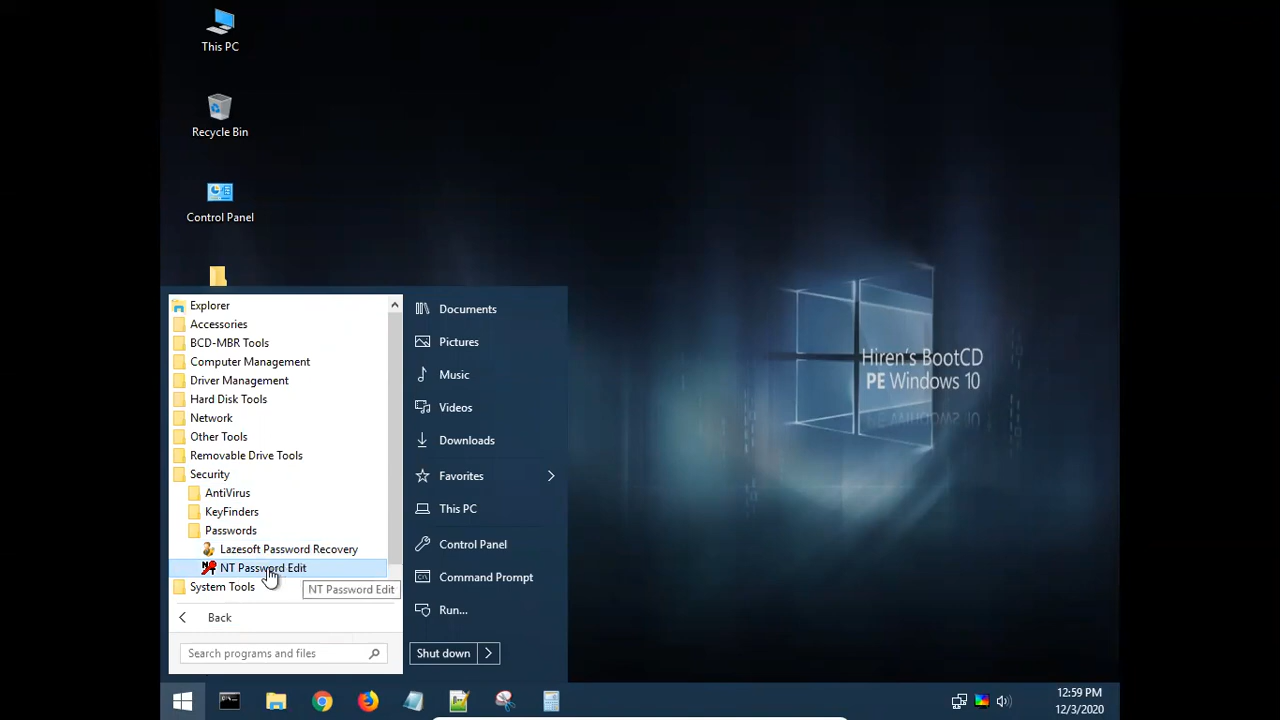 This PC
Recycle Bin
Control Panel
Explorer
Accessories
BCD-MBR Tools
Computer Management
Driver Management
Hard Disk Tools
Network
Other Tools
Removable Drive Tools
Security
AntiVirus
KeyFinders
Passwords
Lazesoft Password Recovery
NT Password Edit
System Tools
NT Password Edit
Back
Search programs and files
Documents
Pictures
Music
Videos
Downloads
Favorites
This PC
Control Panel
Command Prompt
Run...
Shut down
Hiren's BootCD
PE Windows 10
12:59 PM
12/3/2020